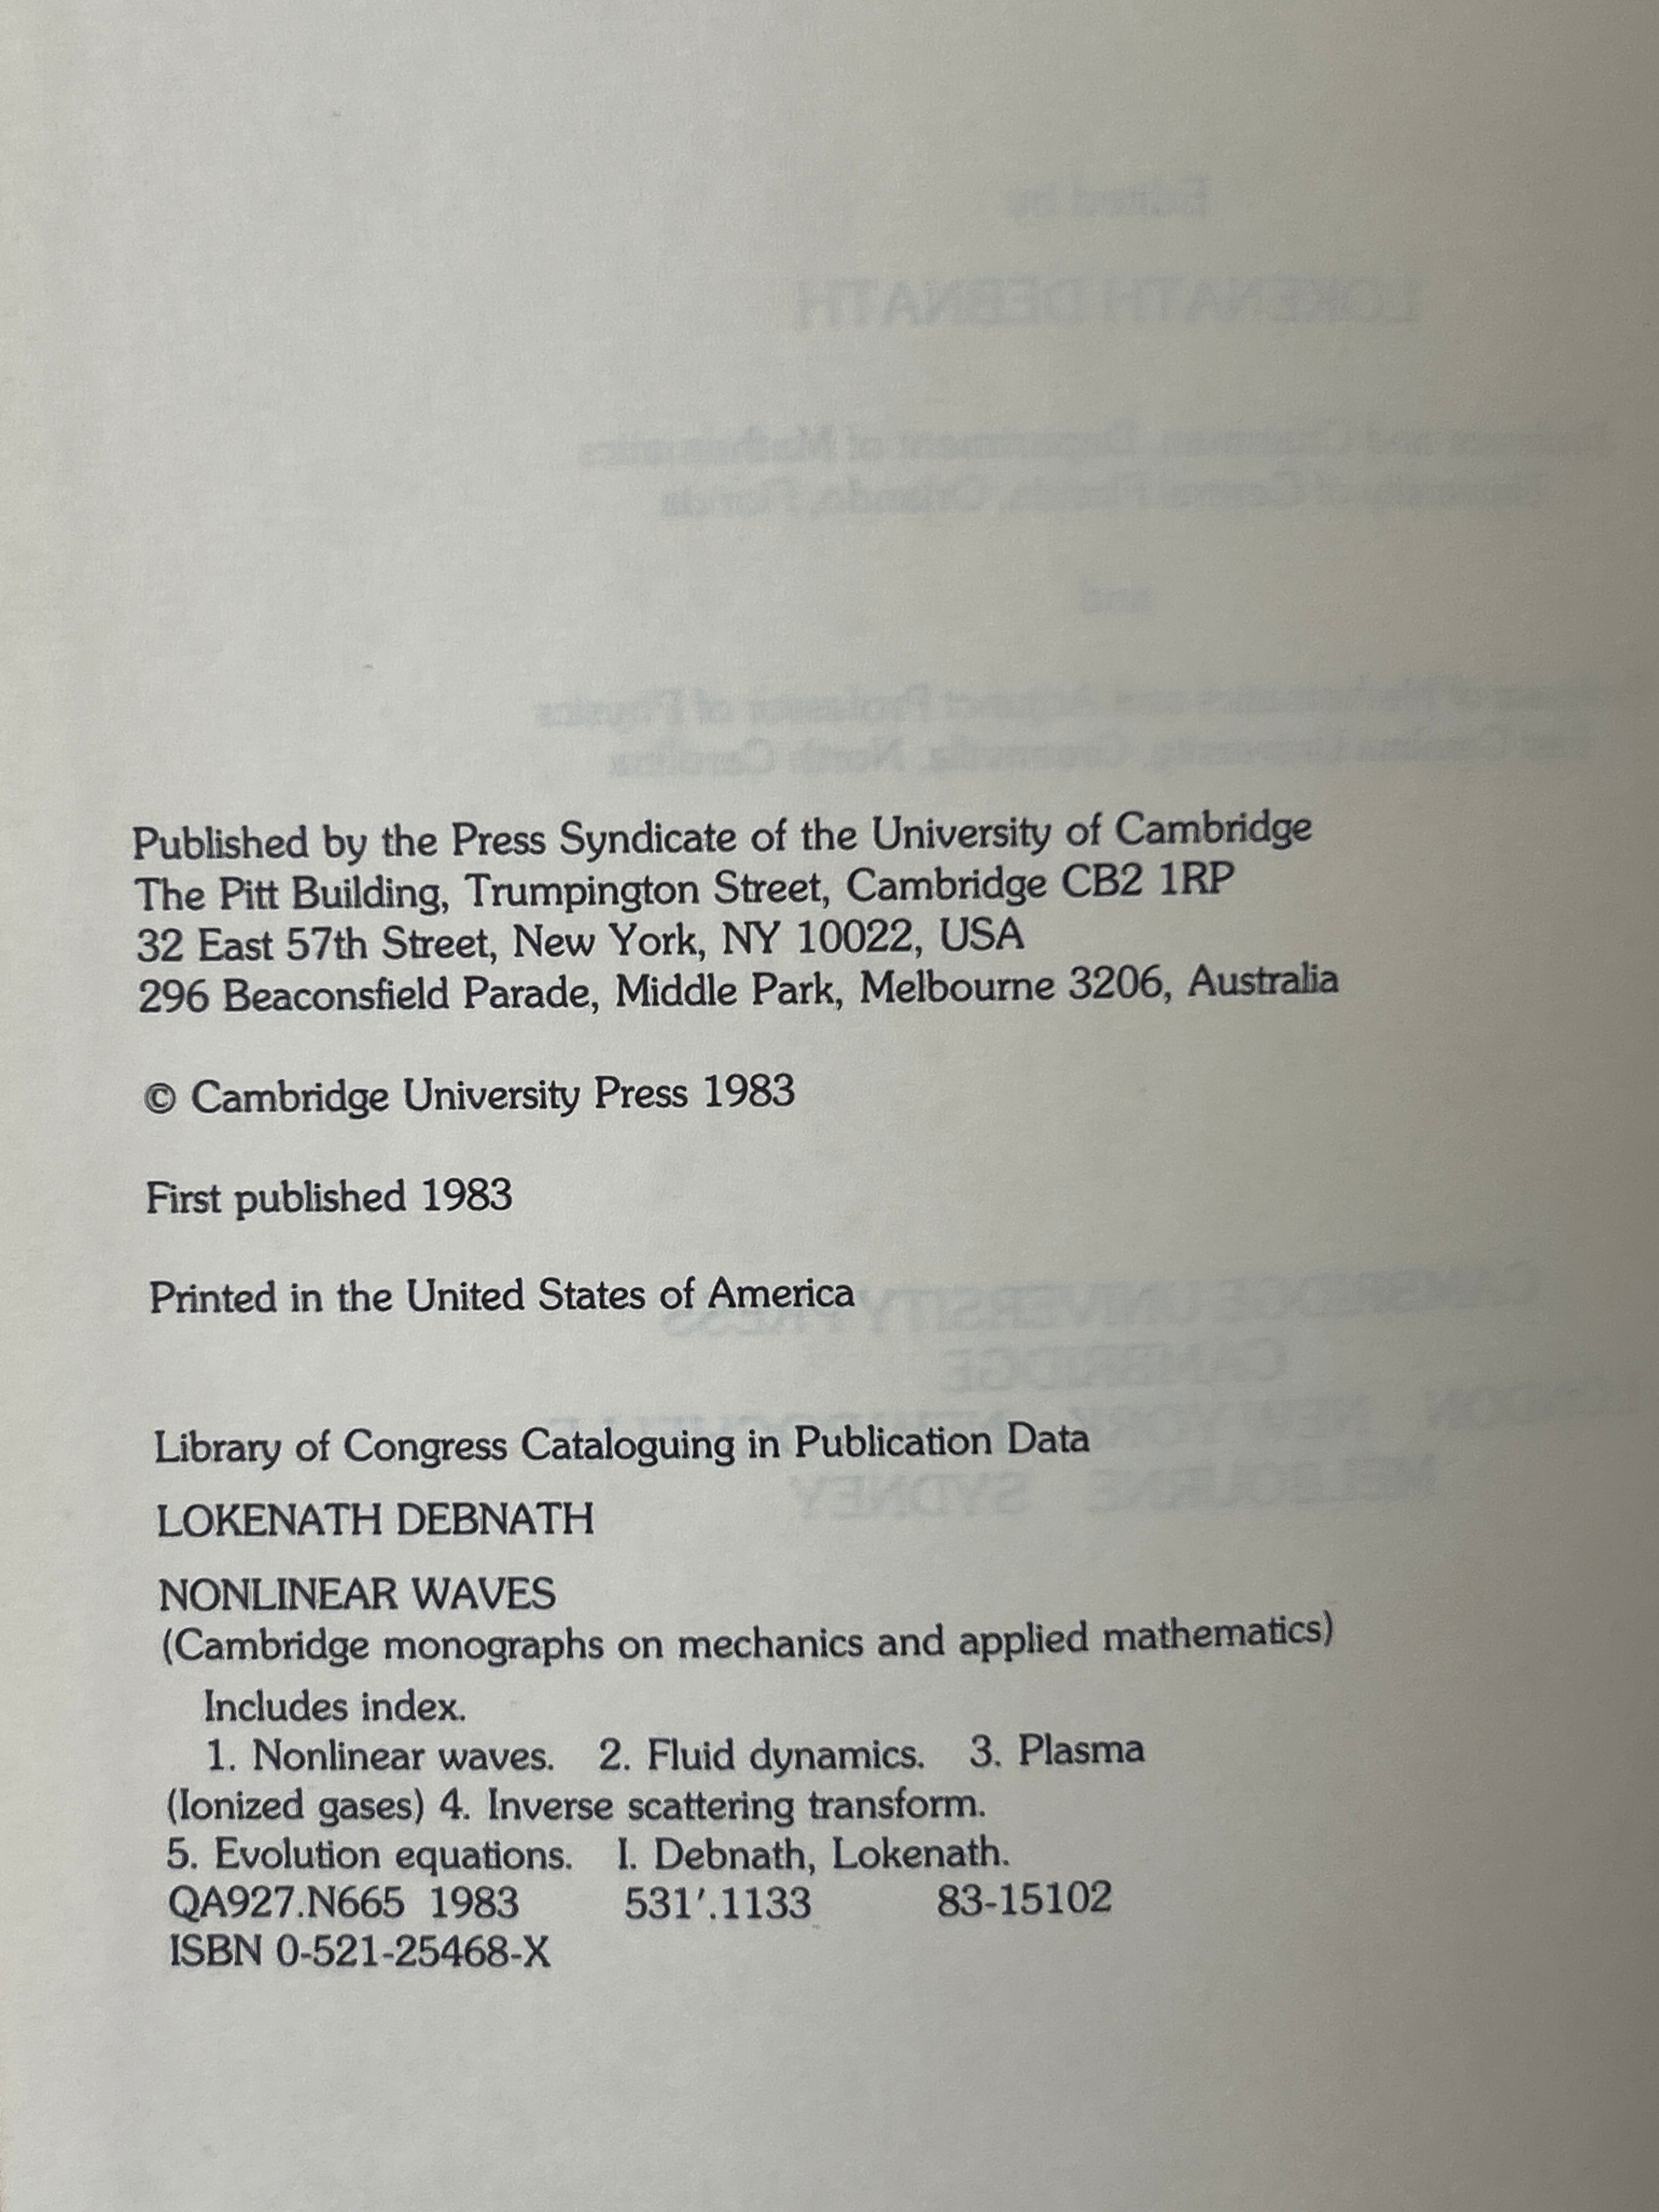 Published by the Press Syndicate of the University of Cambridge
The Pitt Building, Trumpington Street, Cambridge CB2 1RP
32 East 57th Street, New York, NY 10022, USA
296 Beaconsfield Parade, Middle Park, Melbourne 3206, Australia
© Cambridge University Press 1983
First published 1983
Printed in the United States of America
Library of Congress Cataloguing in Publication Data
LOKENATH DEBNATH
NONLINEAR WAVES
(Cambridge monographs on mechanics and applied mathematics)
Includes index.
1. Nonlinear waves. 2. Fluid dynamics. 3. Plasma
(Ionized gases) 4. Inverse scattering transform.
5. Evolution equations. I. Debnath, Lokenath.
QA927.N665 1983 531′.1133 83-15102
ISBN 0-521-25468-X